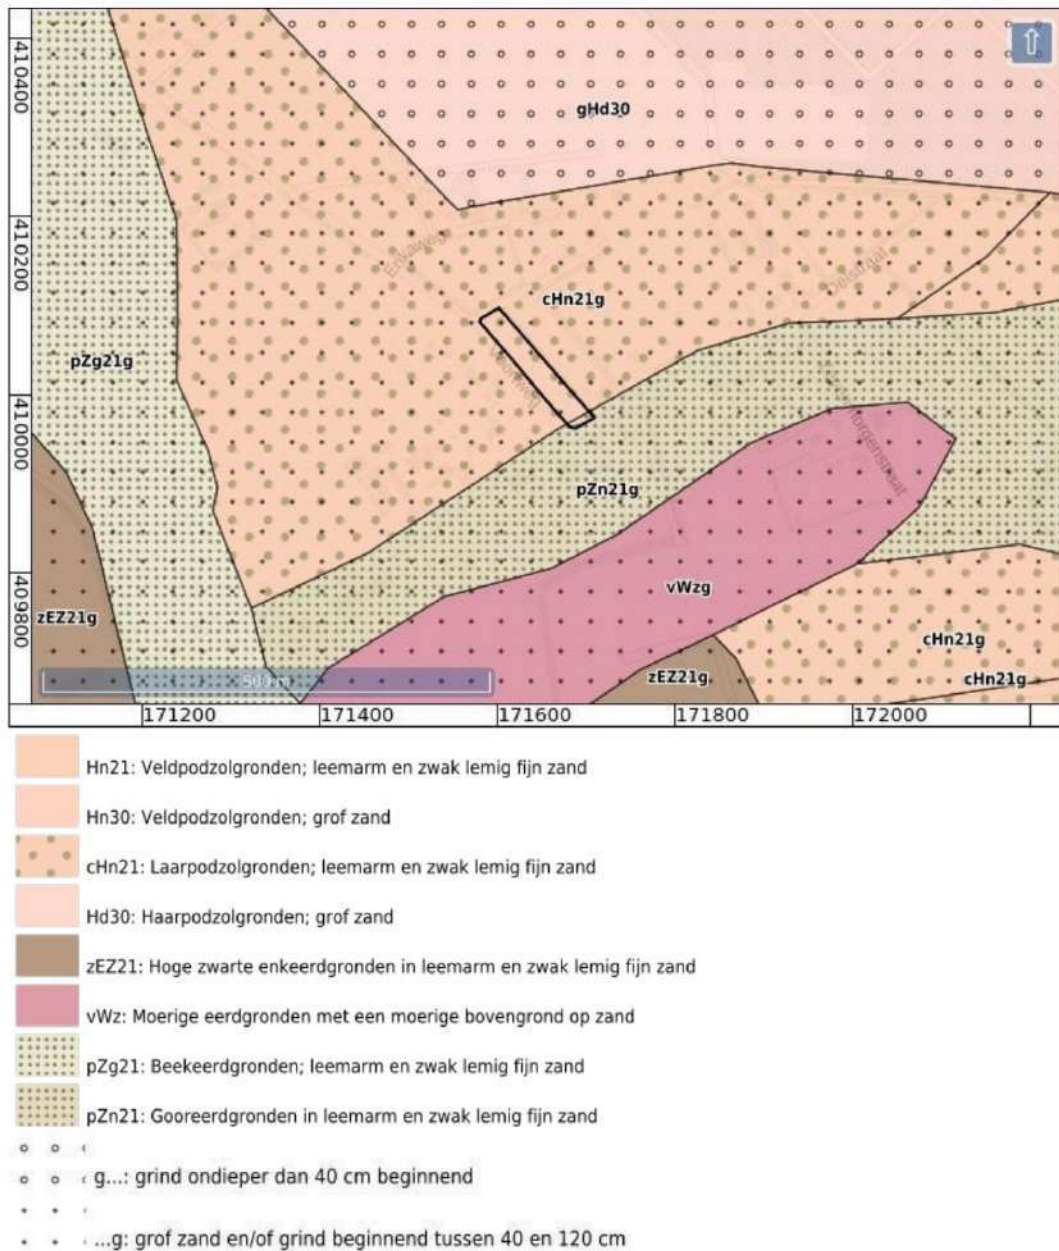 410400
gHd30
410200
Erikaweg
cHn21g
Delstraat
pZg21g
410000
pZn21g
Morgenstraat
vWzg
409800
zEZ21g
cHn21g
zEZ21g
cHn21g
500 m
171200
171400
171600
171800
172000
Hn21: Veldpodzolgronden; leemarm en zwak lemig fijn zand
Hn30: Veldpodzolgronden; grof zand
cHn21: Laarpodzolgronden; leemarm en zwak lemig fijn zand
Hd30: Haarpodzolgronden; grof zand
zEZ21: Hoge zwarte enkeerdgronden in leemarm en zwak lemig fijn zand
vWz: Moerige eerdgronden met een moerige bovengrond op zand
pZg21: Beekeerdgronden; leemarm en zwak lemig fijn zand
pZn21: Gooreerdgronden in leemarm en zwak lemig fijn zand
g...: grind ondieper dan 40 cm beginnend
...g: grof zand en/of grind beginnend tussen 40 en 120 cm